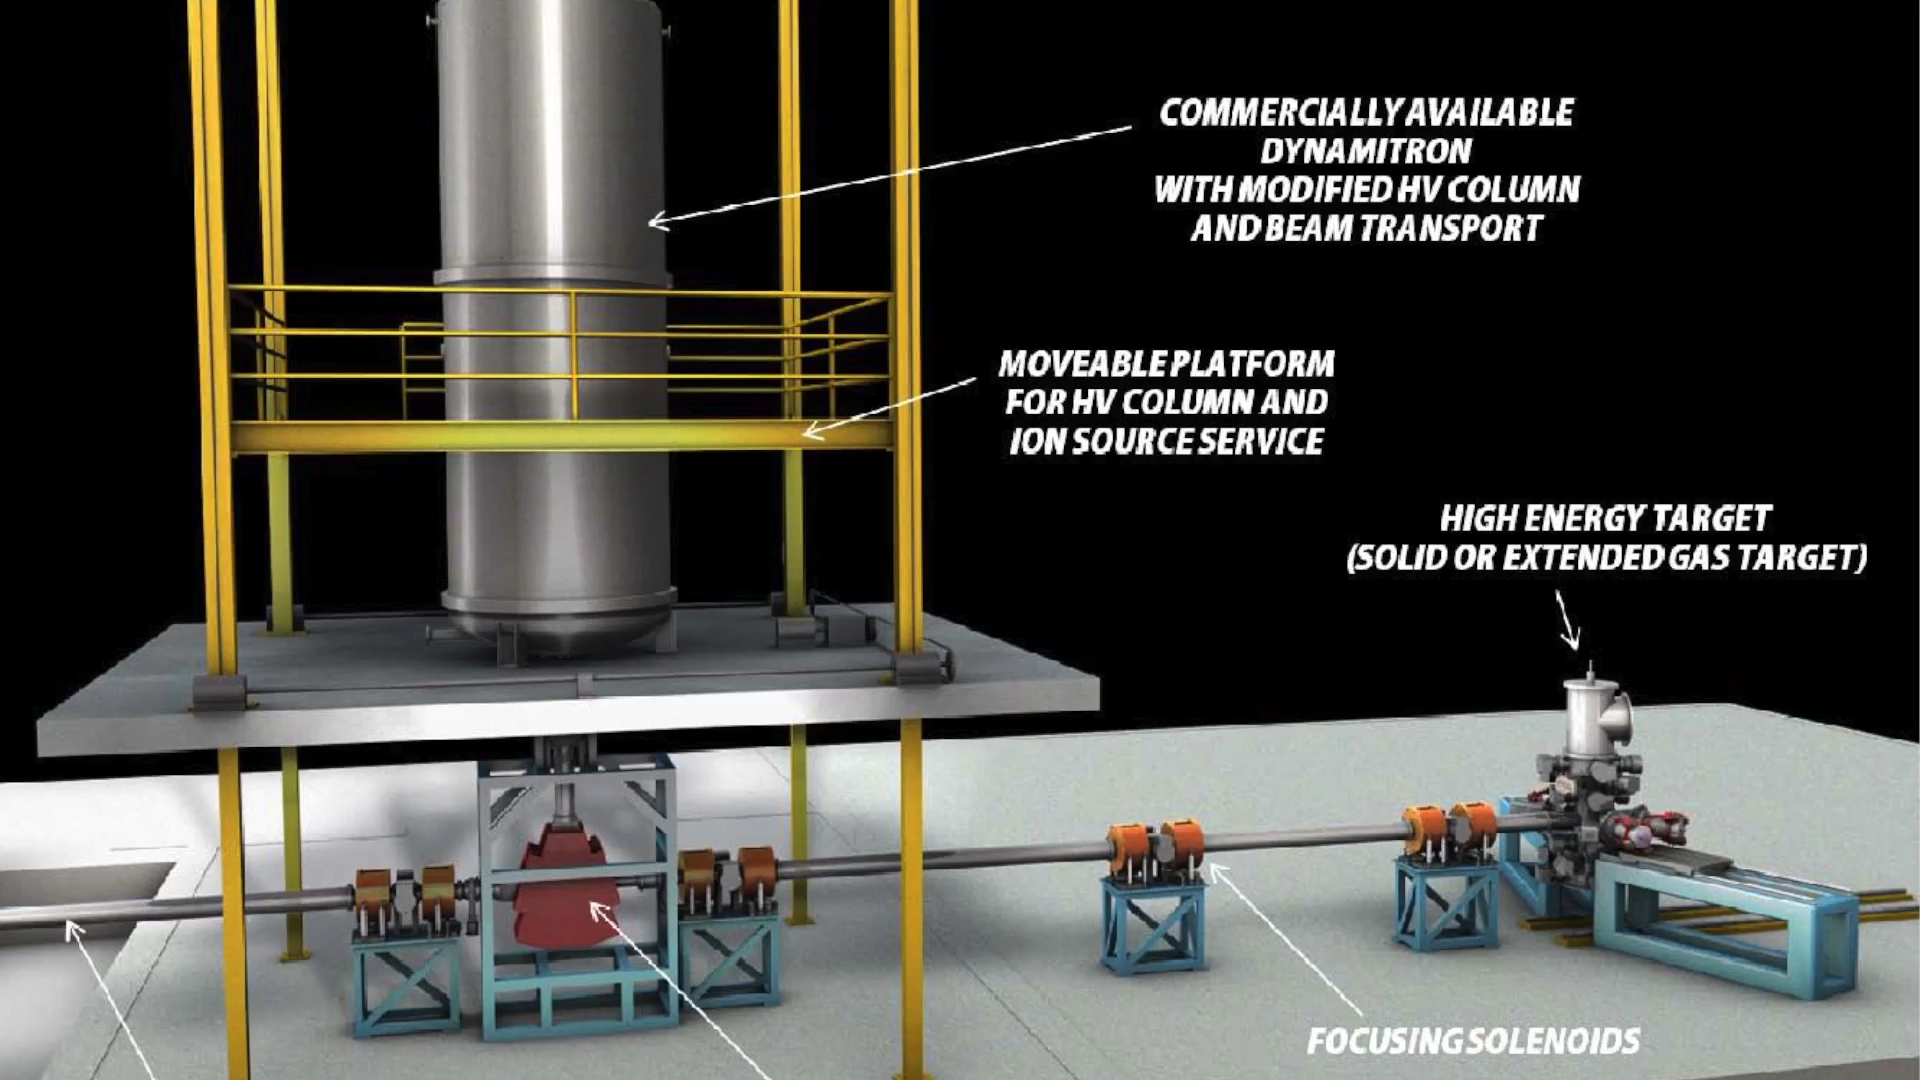 COMMERCIALLY AVAILABLE
DYNAMITRON
WITH MODIFIED HV COLUMN
AND BEAM TRANSPORT
MOVEABLE PLATFORM
FOR HV COLUMN AND
ION SOURCE SERVICE
HIGH ENERGY TARGET
(SOLID OR EXTENDED GAS TARGET)
FOCUSING SOLENOIDS